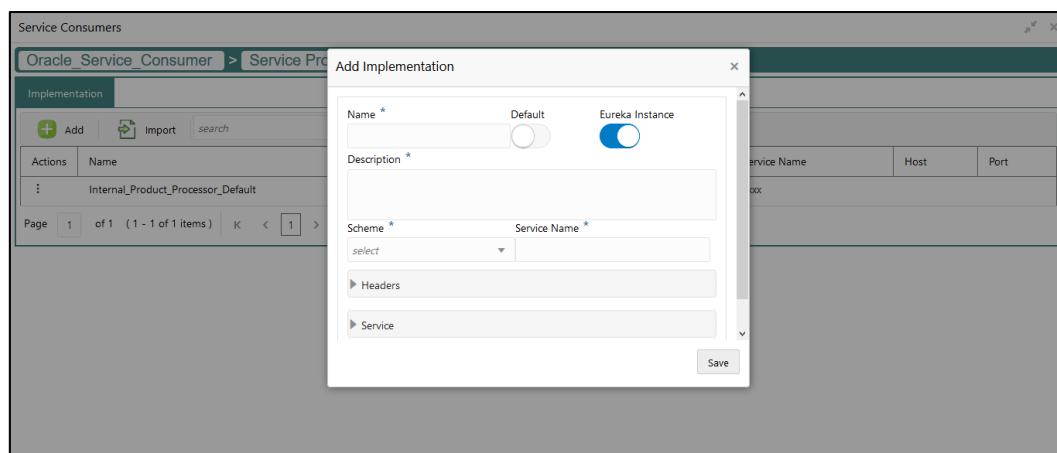 Service Consumers
Oracle_Service_Consumer > Service Pro
Implementation
Add Import search
Actions Name ervice Name Host Port
Internal_Product_Processor_Default xx
Page 1 of 1 ( 1 - 1 of 1 items ) K < 1 >
Add Implementation ×
Name * Default Eureka Instance
Description *
Scheme * Service Name *
select
Headers
Service
Save